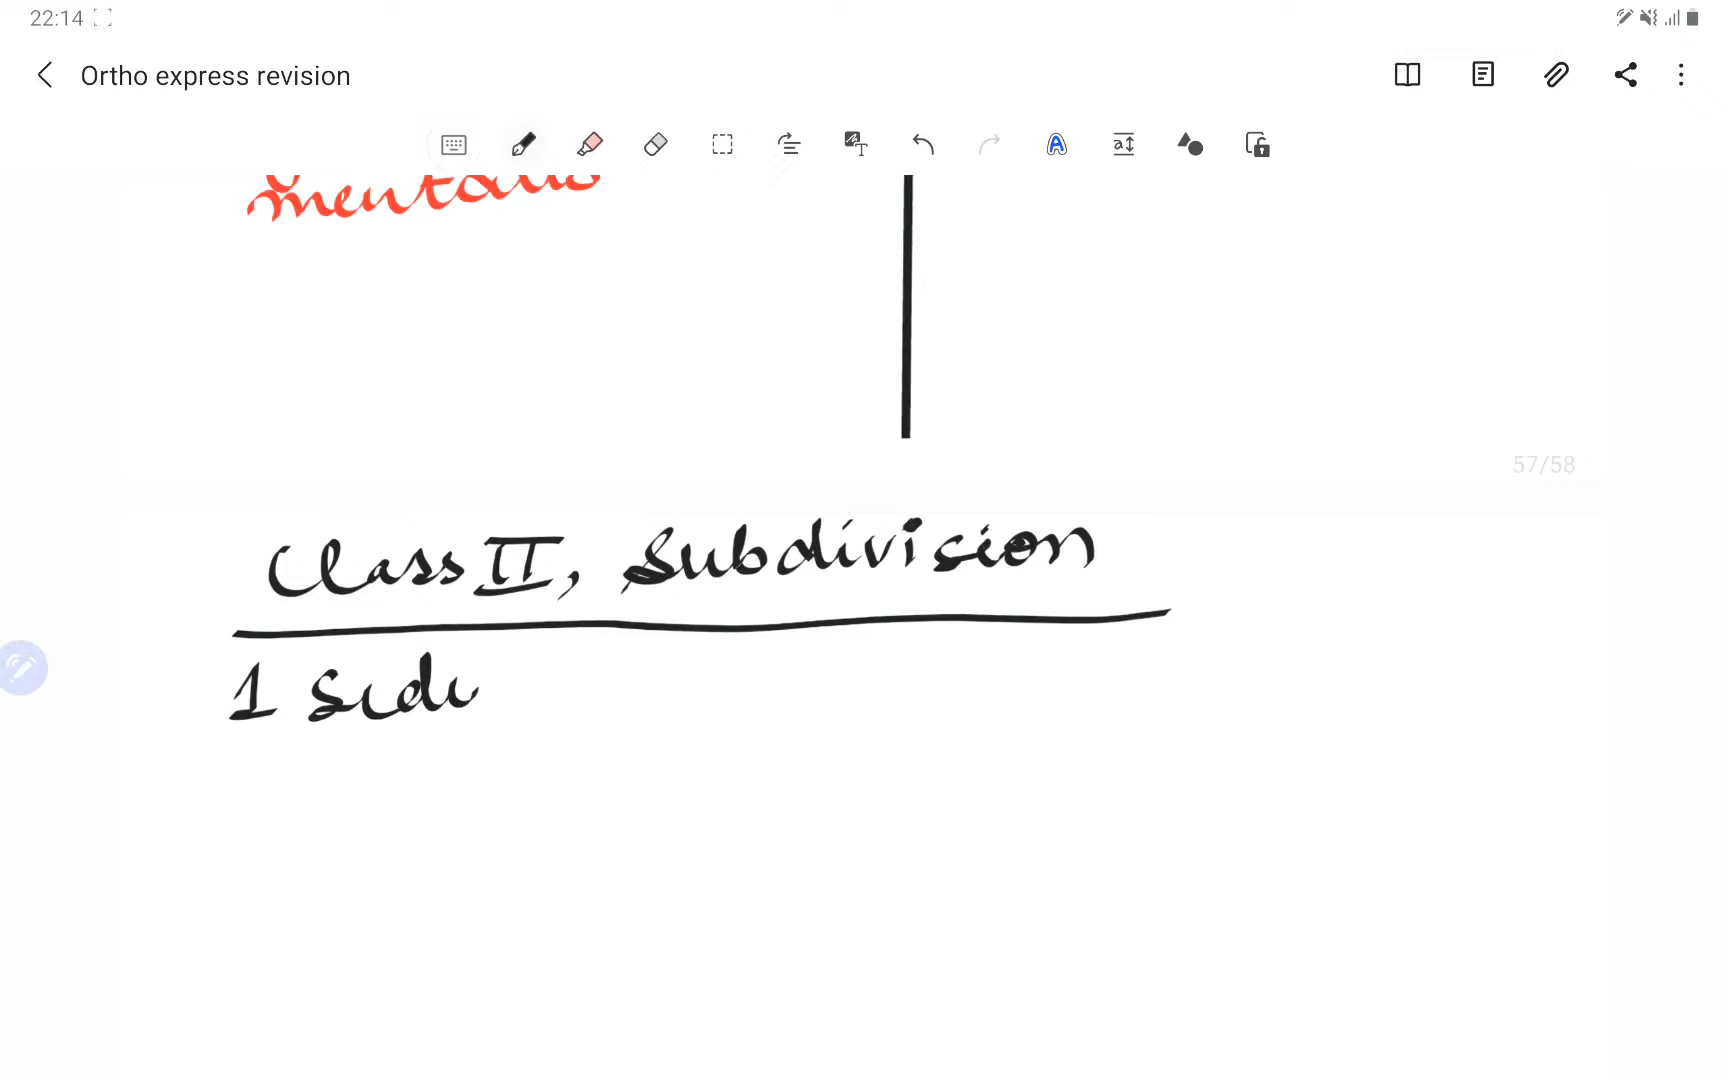 22:14
Ortho express revision
57/58
Class II, Subdivision
1 side